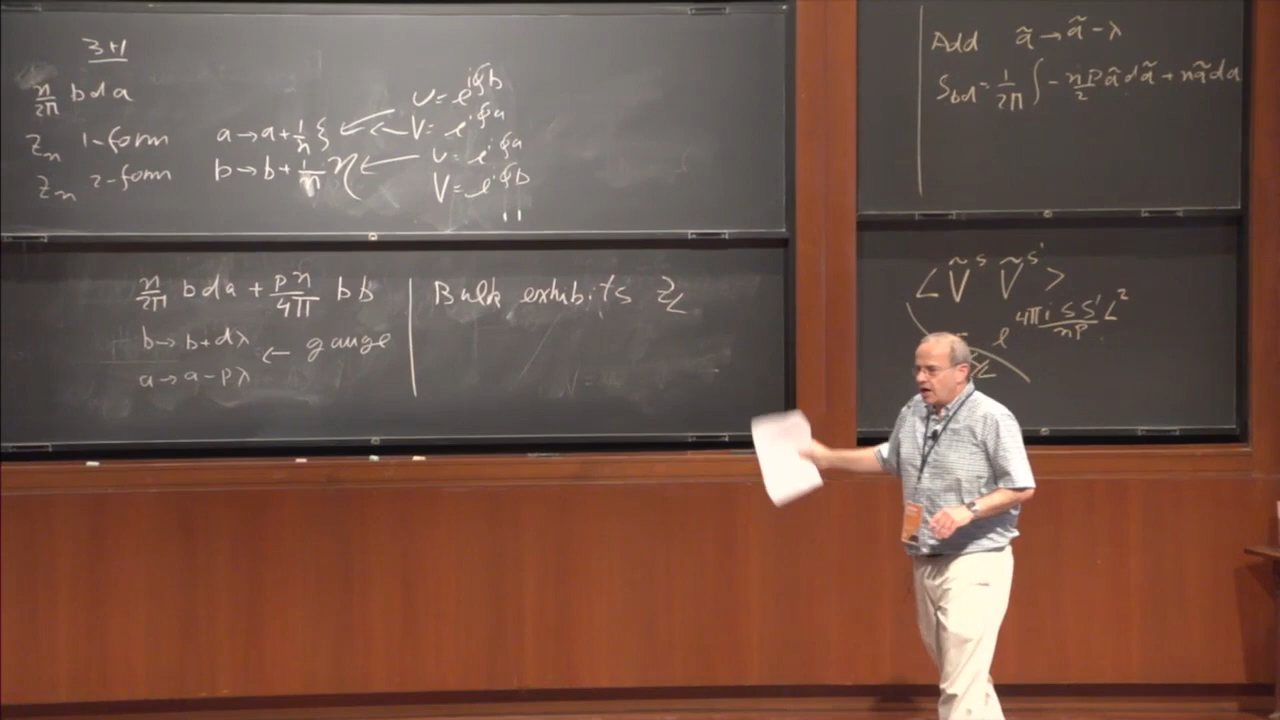 3+1
n/2π b d a
Z_n 1-form a→a+1/n ξ U = e^{i∮b}
V = e^{i∮a}
Z_n 2-form b→b+1/n η U = e^{i∮a}
V = e^{i∮b}
n/2π b d a + pn/4π b b
b→b+dλ ← gauge
a→a-pλ
Bulk exhibits Z_L
Add ã→ã-λ
S_bd = 1/2π ∫ - np/2 ã d ã + n ã d a
< Ṽ^s Ṽ^s' >
e^{4πi s s' L²/np}